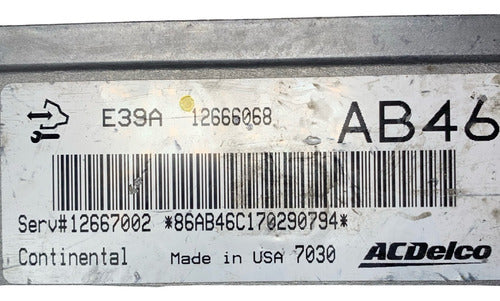 E39A 12666068 AB46
Serv#12667002 *86AB46C170290794*
Continental Made in USA 7030 ACDelco